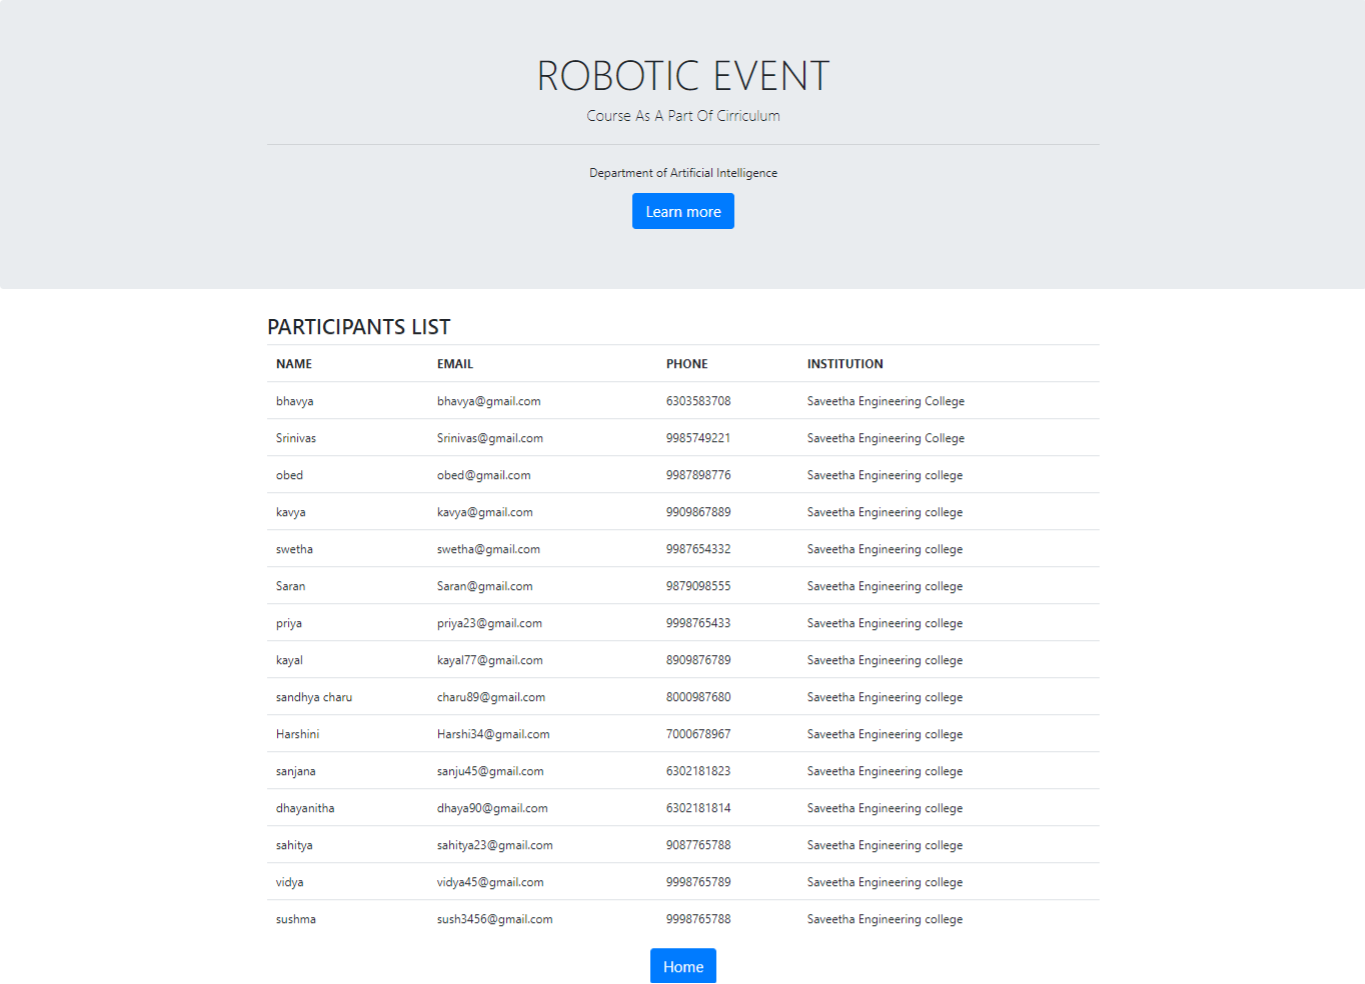 ROBOTIC EVENT
Course As A Part Of Cirriculum
Department of Artificial Intelligence
Learn more
PARTICIPANTS LIST
NAME EMAIL PHONE INSTITUTION
bhavya bhavya@gmail.com 6303583708 Saveetha Engineering College
Srinivas Srinivas@gmail.com 9985749221 Saveetha Engineering College
obed obed@gmail.com 9987898776 Saveetha Engineering college
kavya kavya@gmail.com 9909867889 Saveetha Engineering college
swetha swetha@gmail.com 9987654332 Saveetha Engineering college
Saran Saran@gmail.com 9879098555 Saveetha Engineering college
priya priya23@gmail.com 9998765433 Saveetha Engineering college
kayal kayal77@gmail.com 8909876789 Saveetha Engineering college
sandhya charu charu89@gmail.com 8000987680 Saveetha Engineering college
Harshini Harshi34@gmail.com 7000678967 Saveetha Engineering college
sanjana sanju45@gmail.com 6302181823 Saveetha Engineering college
dhayanitha dhaya90@gmail.com 6302181814 Saveetha Engineering college
sahitya sahitya23@gmail.com 9087765788 Saveetha Engineering college
vidya vidya45@gmail.com 9998765789 Saveetha Engineering college
sushma sush3456@gmail.com 9998765788 Saveetha Engineering college
Home